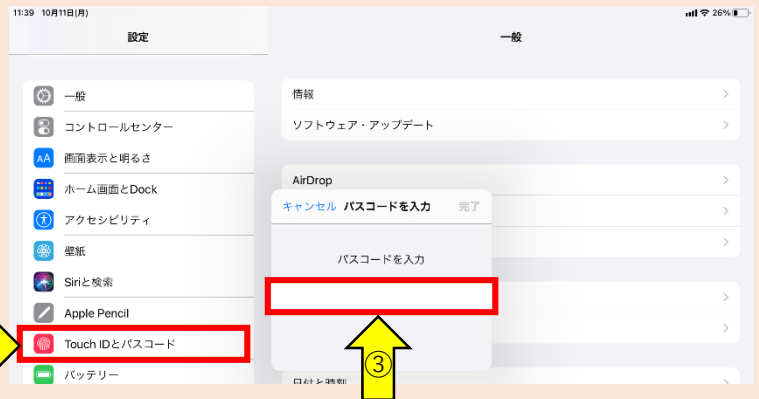 11:39 10月11日(月)
26%
設定
一般
一般
コントロールセンター
画面表示と明るさ
ホーム画面とDock
アクセシビリティ
壁紙
Siriと検索
Apple Pencil
Touch IDとパスコード
バッテリー
情報
ソフトウェア・アップデート
AirDrop
キャンセル パスコードを入力 完了
パスコードを入力
③
日付と時刻